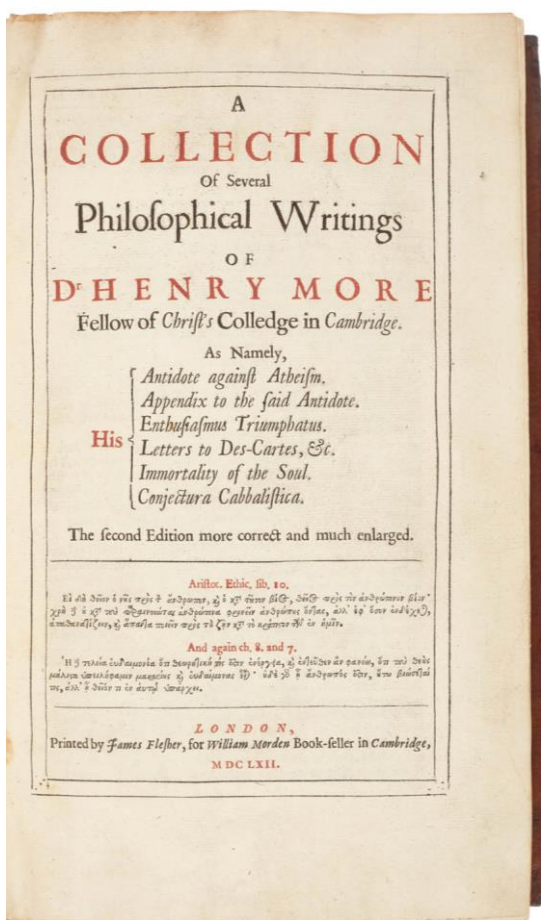 A
COLLECTION
Of Several
Philoſophical Writings
OF
Dr HENRY MORE
Fellow of Chriſt's Colledge in Cambridge.
As Namely,
His
Antidote againſt Atheiſm.
Appendix to the ſaid Antidote.
Enthuſiaſmus Triumphatus.
Letters to Des-Cartes, &c.
Immortality of the Soul.
Conjectura Cabbaliſtica.
The ſecond Edition more correct and much enlarged.
Ariſtot. Ethic. lib. 10.
And again ch. 8. and 7.
LONDON,
Printed by James Fleſher, for William Morden Book-ſeller in Cambridge,
MDCLXII.